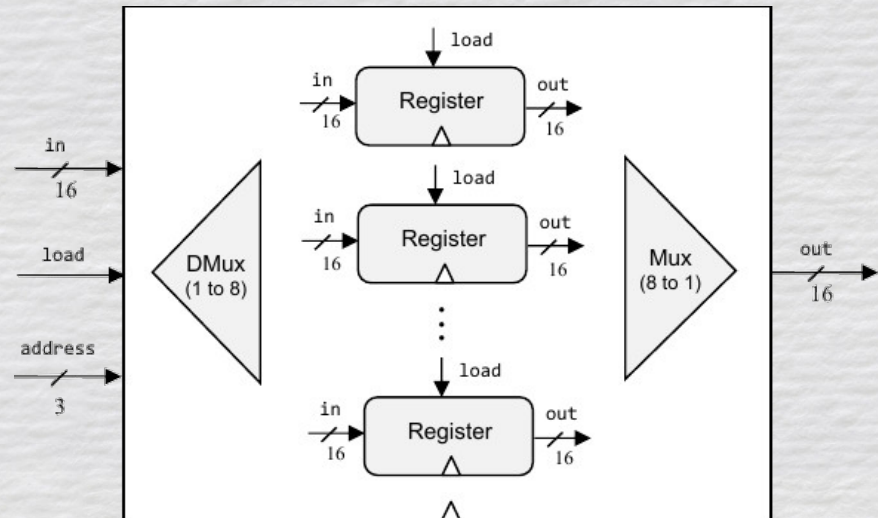 in
16
load
address
3
DMux
(1 to 8)
load
in
16
Register
out
16
load
in
16
Register
out
16
load
in
16
Register
out
16
Mux
(8 to 1)
out
16